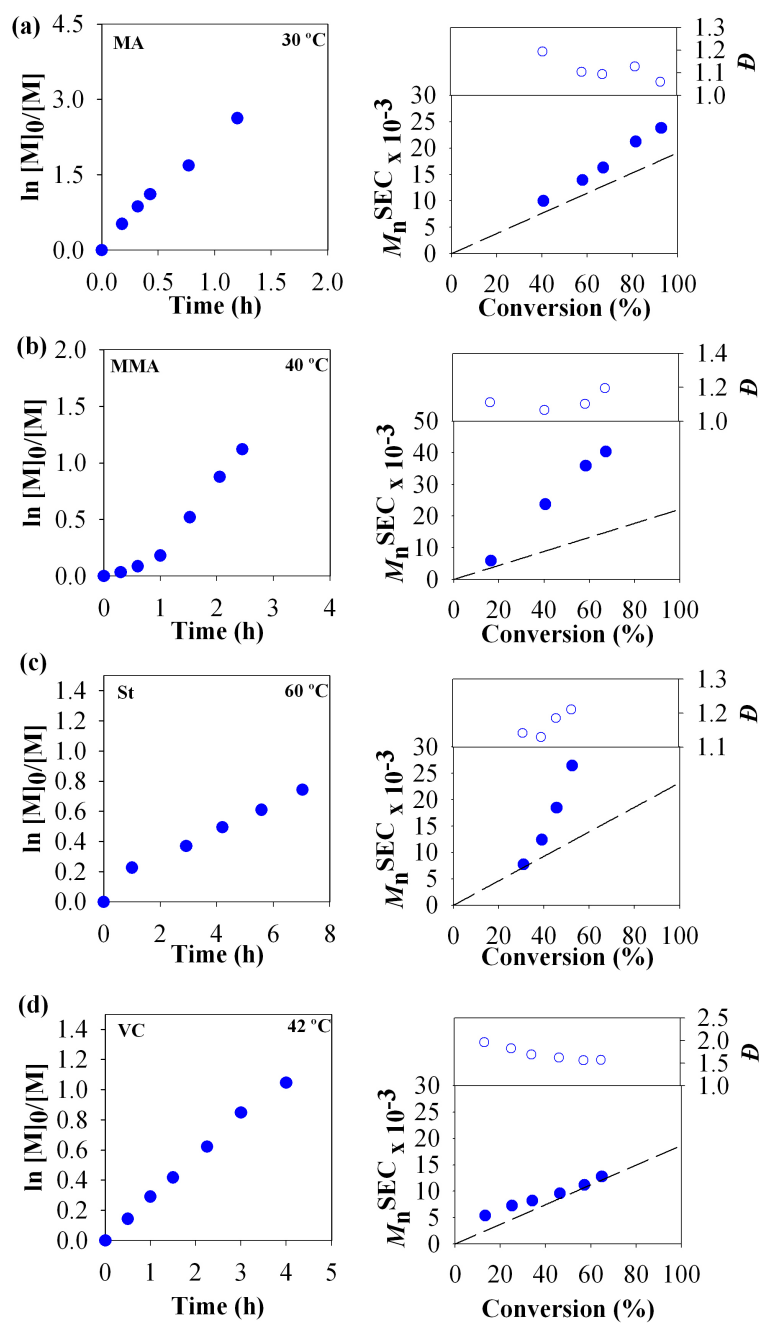 (a)
MA
30 ºC
ln [M]0/[M]
4.5
3.0
1.5
0.0
0.0 0.5 1.0 1.5 2.0
Time (h)
1.3
1.2
1.1
1.0
Đ
MnSEC x 10-3
30
25
20
15
10
5
0
0 20 40 60 80 100
Conversion (%)
(b)
MMA
40 ºC
ln [M]0/[M]
2.0
1.5
1.0
0.5
0.0
0 1 2 3 4
Time (h)
1.4
1.2
1.0
Đ
MnSEC x 10-3
50
40
30
20
10
0
0 20 40 60 80 100
Conversion (%)
(c)
St
60 ºC
ln [M]0/[M]
1.4
1.2
1.0
0.8
0.6
0.4
0.2
0.0
0 2 4 6 8
Time (h)
1.3
1.2
1.1
Đ
MnSEC x 10-3
30
25
20
15
10
5
0
0 20 40 60 80 100
Conversion (%)
(d)
VC
42 ºC
ln [M]0/[M]
1.4
1.2
1.0
0.8
0.6
0.4
0.2
0.0
0 1 2 3 4 5
Time (h)
2.5
2.0
1.5
1.0
Đ
MnSEC x 10-3
30
25
20
15
10
5
0
0 20 40 60 80 100
Conversion (%)